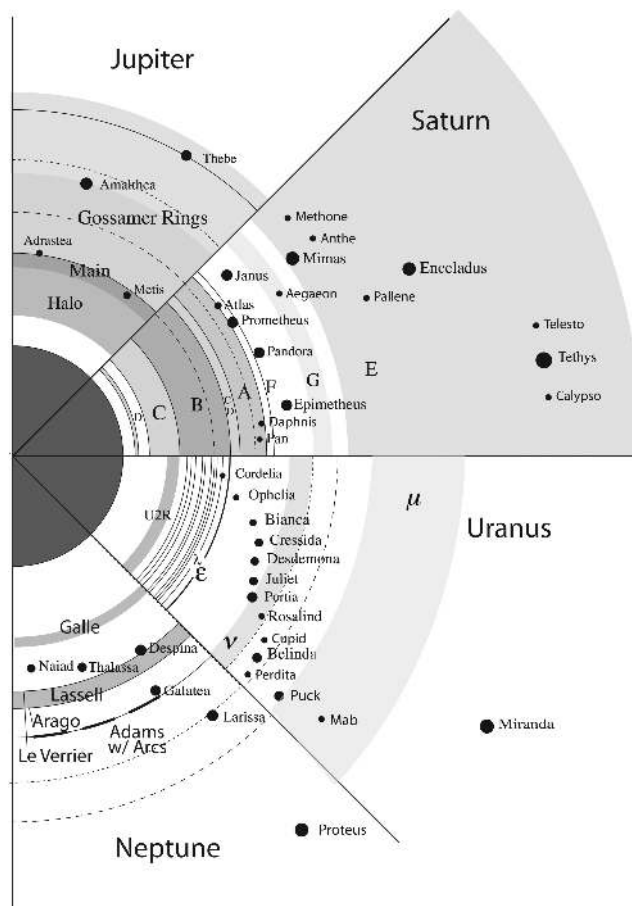 Jupiter
Saturn
Thebe
Amalthea
Methone
Gossamer Rings
Anthe
Adrastea
Mimas
Enceladus
Main
Janus
Metis
Aegaeon
Pallene
Halo
Atlas
Prometheus
Telesto
Pandora
Tethys
E
G
F
A
C
B
D
CD
Calypso
Epimetheus
Daphnis
Pan
Cordelia
Ophelia
μ
U2R
Bianca
Uranus
Cressida
Desdemona
ε
Juliet
Portia
Rosalind
Galle
ν
Cupid
Despina
Belinda
Naiad
Thalassa
Perdita
Lassell
Galatea
Puck
Arago
Larissa
Mab
Adams
w/ Arcs
Miranda
Le Verrier
Proteus
Neptune